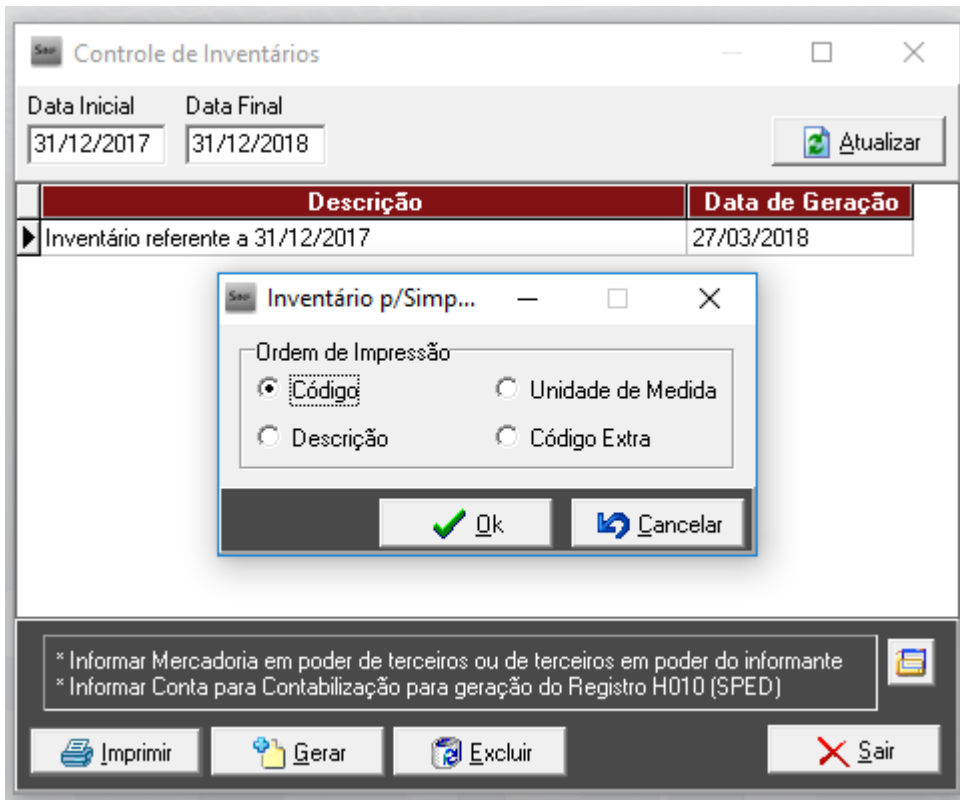 Controle de Inventários
Data Inicial Data Final
31/12/2017 31/12/2018
Atualizar
Descrição Data de Geração
Inventário referente a 31/12/2017 27/03/2018
Inventário p/Simp...
Ordem de Impressão
Código Unidade de Medida
Descrição Código Extra
Ok Cancelar
* Informar Mercadoria em poder de terceiros ou de terceiros em poder do informante
* Informar Conta para Contabilização para geração do Registro H010 (SPED)
Imprimir Gerar Excluir Sair